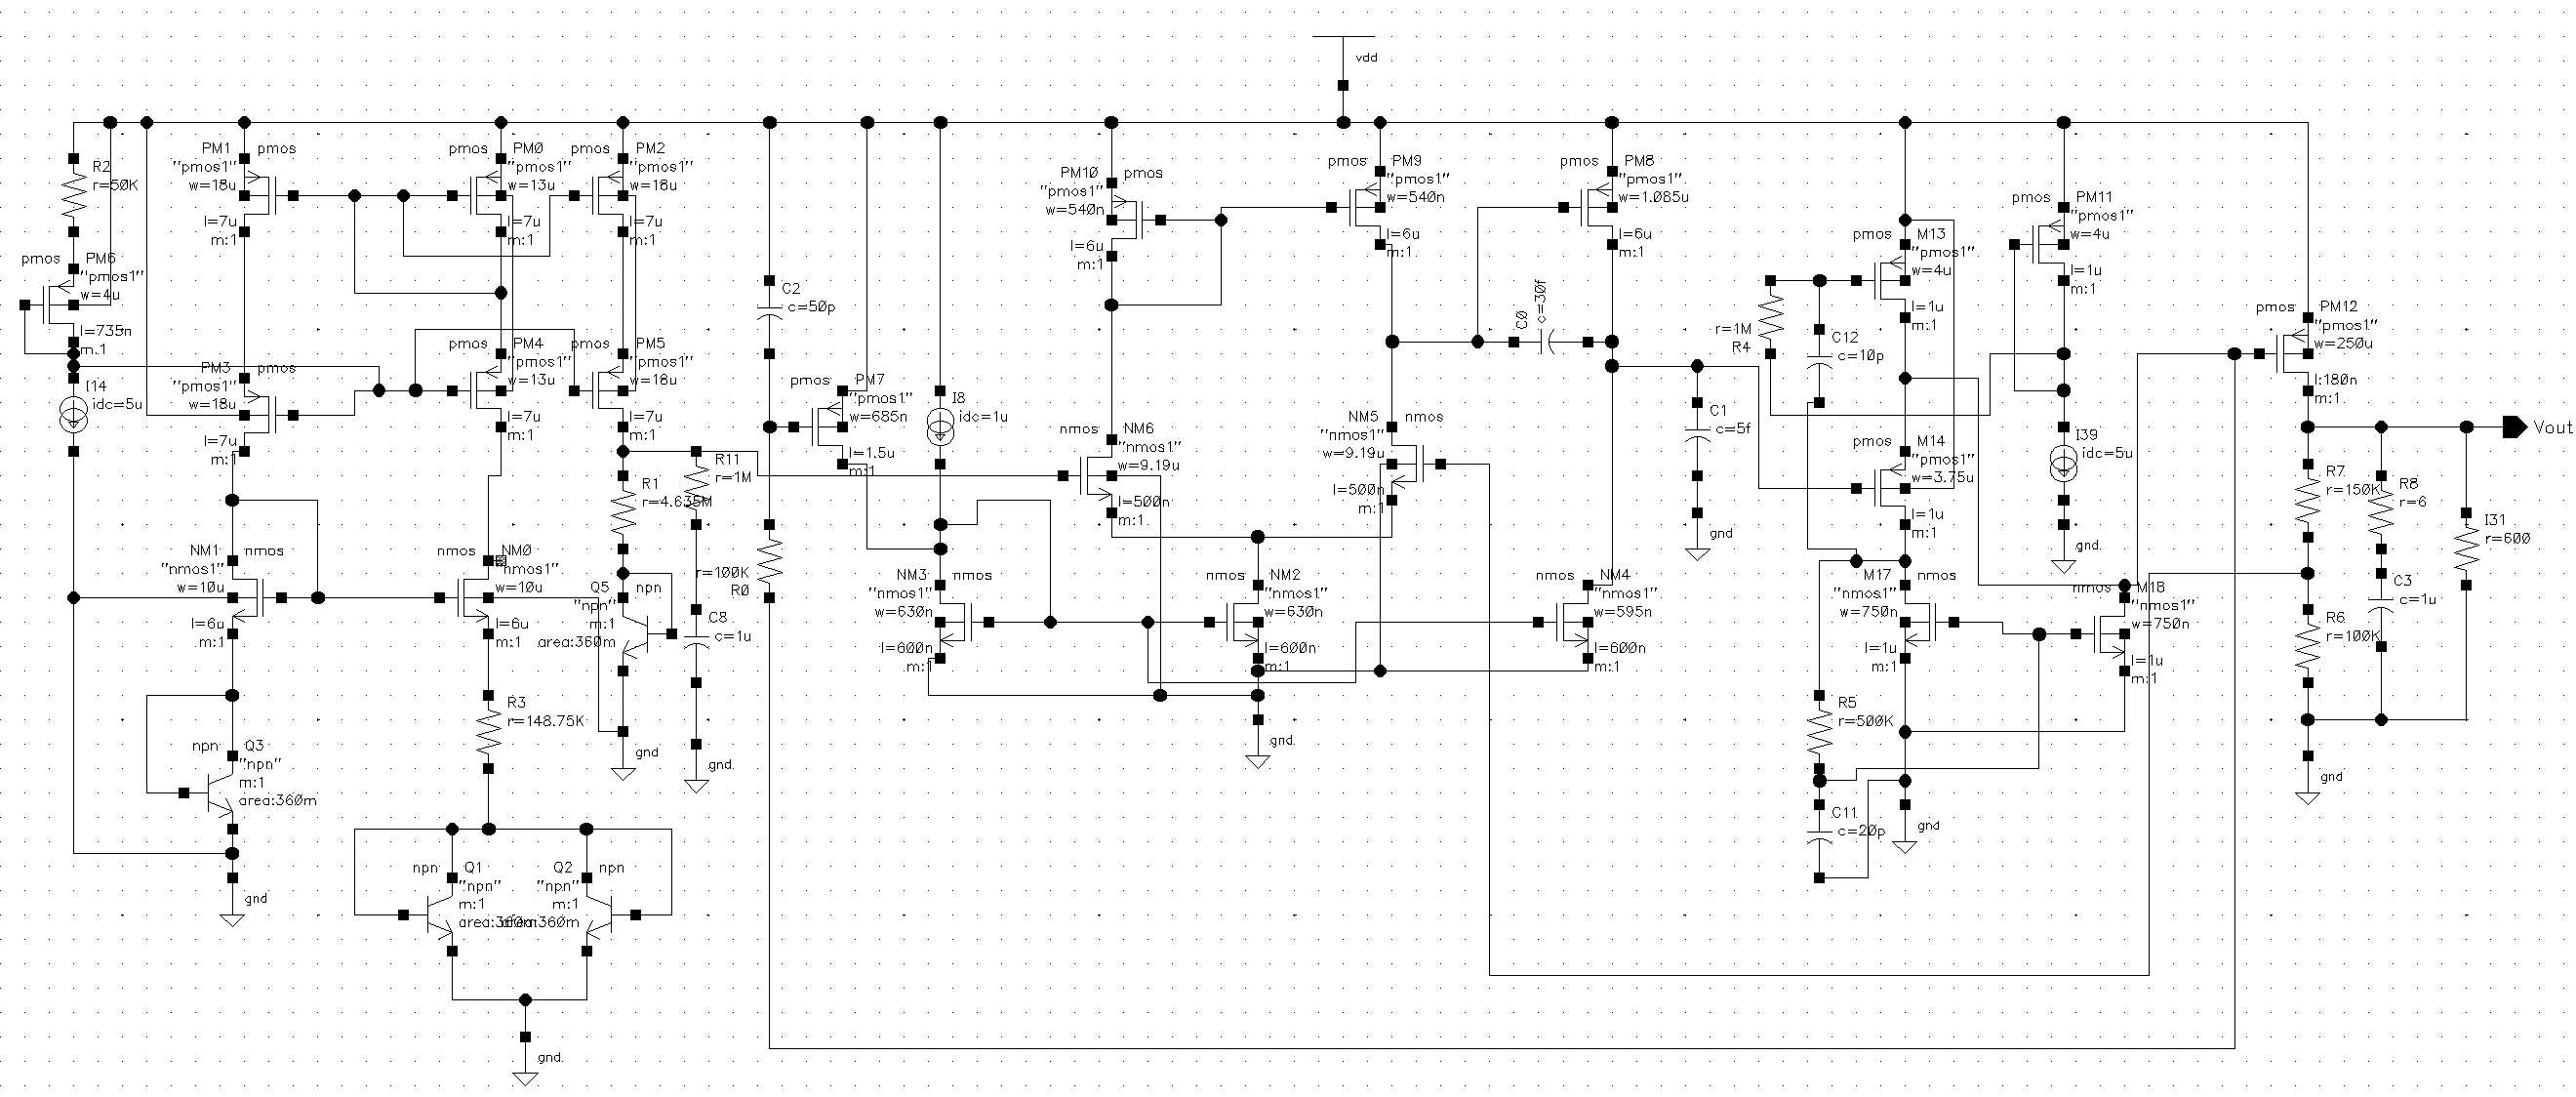 vdd
R2
r=50K
PM6
pmos
"pmos1"
w=4u
l=735n
m:1
I14
idc=5u
PM1
pmos
"pmos1"
w=18u
l=7u
m:1
PM3
pmos
"pmos1"
w=18u
l=7u
m:1
NM1
nmos
"nmos1"
w=10u
l=6u
m:1
npn
Q3
"npn"
m:1
area:360m
gnd
pmos
PM0
"pmos1"
w=13u
l=7u
m:1
pmos
PM4
"pmos1"
w=13u
l=7u
m:1
nmos
NM0
"nmos1"
w=10u
l=6u
m:1
R3
r=148.75K
npn
Q1
"npn"
m:1
area:360m
Q2
npn
"npn"
m:1
area:360m
gnd
pmos
PM2
"pmos1"
w=18u
l=7u
m:1
pmos
PM5
"pmos1"
w=18u
l=7u
m:1
R1
r=4.635M
Q5
npn
"npn"
m:1
area:360m
gnd
R11
r=1M
C8
c=1u
gnd
C2
c=50p
r=100K
R0
pmos
PM7
"pmos1"
w=685n
l=1.5u
m:1
I8
idc=1u
NM3
nmos
"nmos1"
w=630n
l=600n
m:1
PM10
pmos
"pmos1"
w=540n
l=6u
m:1
nmos
NM6
"nmos1"
w=9.19u
l=500n
m:1
nmos
NM2
"nmos1"
w=630n
l=600n
m:1
gnd
pmos
PM9
"pmos1"
w=540n
l=6u
m:1
NM5
nmos
"nmos1"
w=9.19u
l=500n
m:1
C0
c=30f
pmos
PM8
"pmos1"
w=1.085u
l=6u
m:1
nmos
NM4
"nmos1"
w=595n
l=600n
m:1
C1
c=5f
gnd
r=1M
R4
C12
c=10p
pmos
M13
"pmos1"
w=4u
l=1u
m:1
pmos
M14
"pmos1"
w=3.75u
l=1u
m:1
M17
nmos
"nmos1"
w=750n
l=1u
m:1
R5
r=500K
C11
c=20p
gnd
pmos
PM11
"pmos1"
w=4u
l=1u
m:1
I39
idc=5u
gnd
nmos
M18
"nmos1"
w=750n
l=1u
m:1
pmos
PM12
"pmos1"
w=250u
l:180n
m:1
Vout
R7
r=150K
R6
r=100K
R8
r=6
C3
c=1u
I31
r=600
gnd